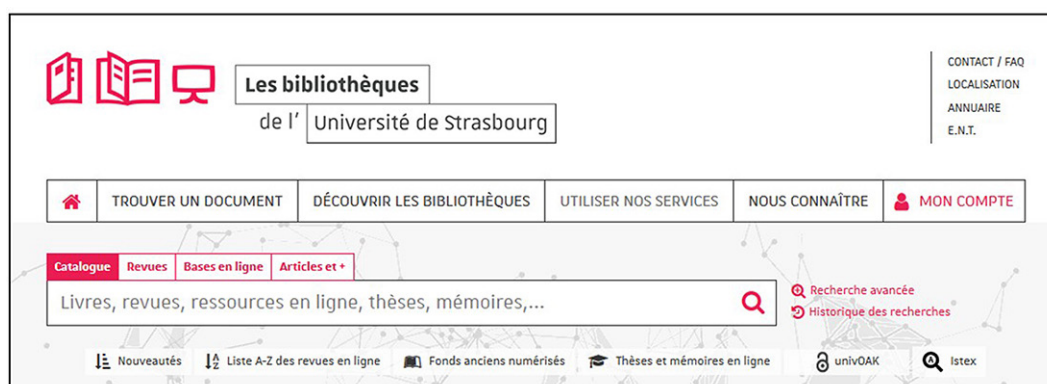 Les bibliothèques
de l' Université de Strasbourg
CONTACT / FAQ
LOCALISATION
ANNUAIRE
E.N.T.
TROUVER UN DOCUMENT DÉCOUVRIR LES BIBLIOTHÈQUES UTILISER NOS SERVICES NOUS CONNAÎTRE MON COMPTE
Catalogue Revues Bases en ligne Articles et +
Livres, revues, ressources en ligne, thèses, mémoires,...
Recherche avancée
Historique des recherches
Nouveautés Liste A-Z des revues en ligne Fonds anciens numérisés Thèses et mémoires en ligne univOAK Istex